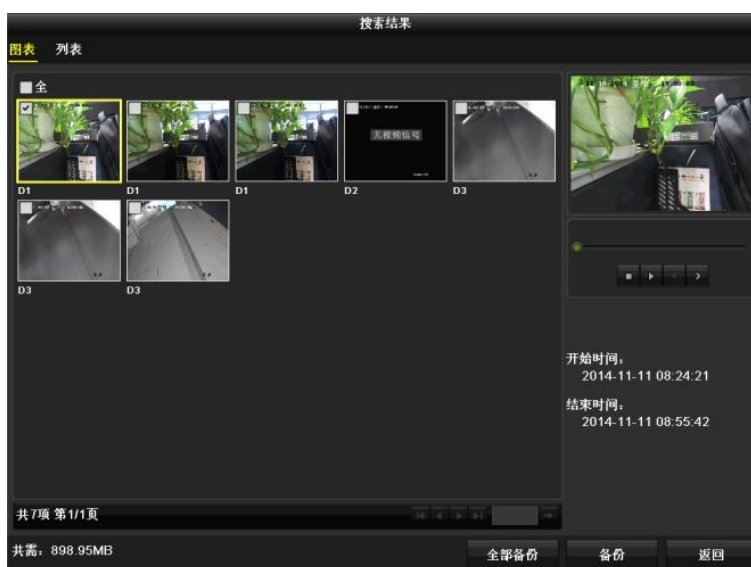 搜索结果
图表 列表
全
无视频信号
D1 D1 D1 D2 D3
D3 D3
开始时间:
2014-11-11 08:24:21
结束时间:
2014-11-11 08:55:42
共7项 第1/1页
共需: 898.95MB
全部备份 备份 返回